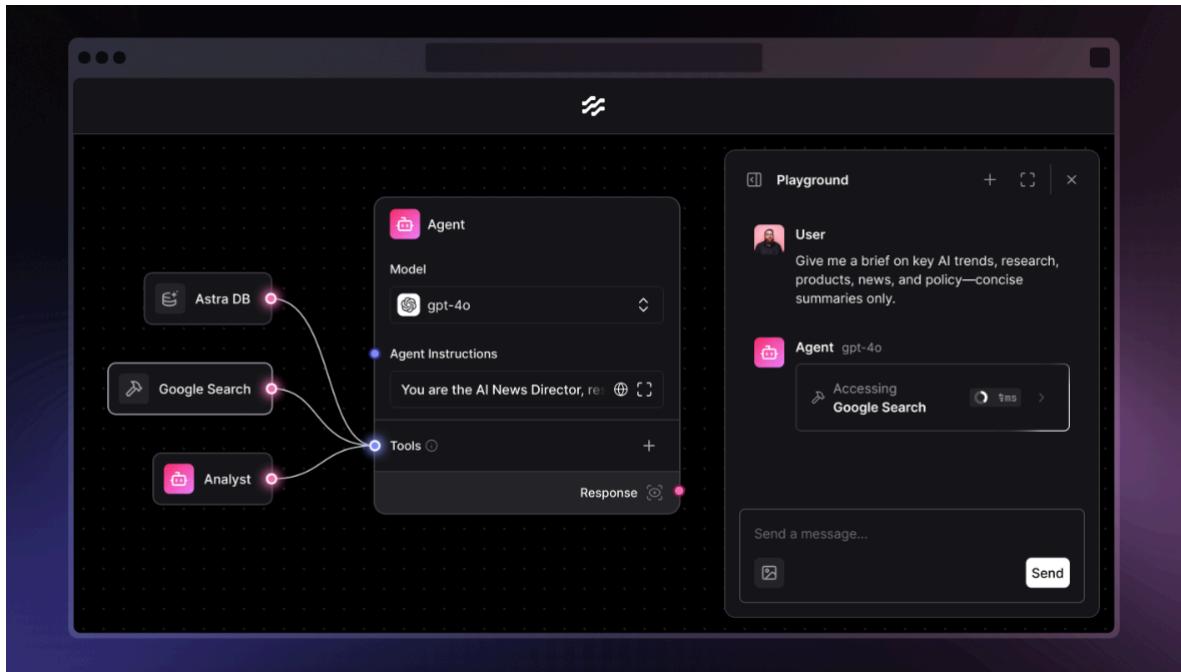 Astra DB
Google Search
Analyst
Agent
Model
gpt-4o
Agent Instructions
You are the AI News Director, re
Tools
Response
Playground
User
Give me a brief on key AI trends, research,
products, news, and policy—concise
summaries only.
Agent gpt-4o
Accessing
Google Search
Send a message...
Send